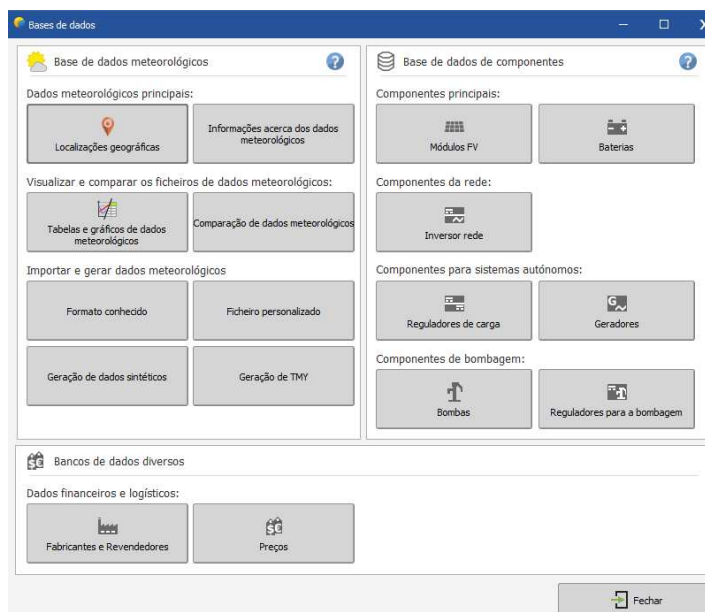 Bases de dados
Base de dados meteorológicos
?
Dados meteorológicos principais:
Localizações geográficas
Informações acerca dos dados
meteorológicos
Visualizar e comparar os ficheiros de dados meteorológicos:
Tabelas e gráficos de dados
meteorológicos
Comparação de dados meteorológicos
Importar e gerar dados meteorológicos
Formato conhecido
Ficheiro personalizado
Geração de dados sintéticos
Geração de TMY
Base de dados de componentes
?
Componentes principais:
Módulos FV
Baterias
Componentes da rede:
Inversor rede
Componentes para sistemas autónomos:
Reguladores de carga
G
Geradores
Componentes de bombagem:
Bombas
Reguladores para a bombagem
$€
Bancos de dados diversos
Dados financeiros e logísticos:
Fabricantes e Revendedores
$€
Preços
Fechar